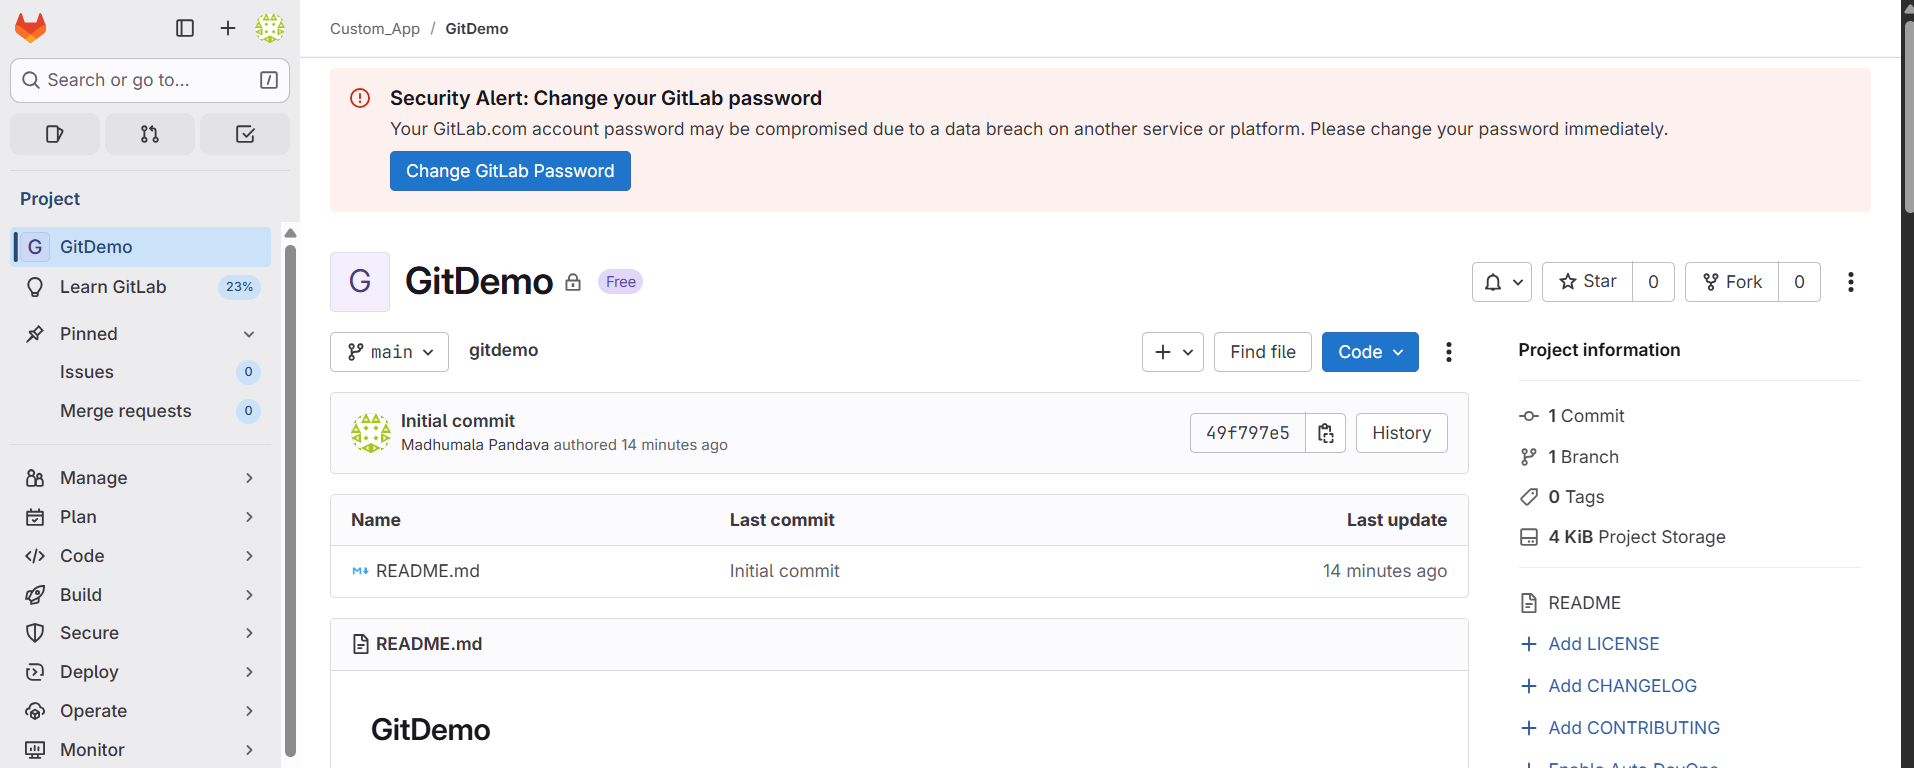 Custom_App / GitDemo
Search or go to... /
Project
G GitDemo
Learn GitLab 23%
Pinned
Issues 0
Merge requests 0
Manage
Plan
Code
Build
Secure
Deploy
Operate
Monitor
Security Alert: Change your GitLab password
Your GitLab.com account password may be compromised due to a data breach on another service or platform. Please change your password immediately.
Change GitLab Password
G GitDemo Free
Star 0 Fork 0
main gitdemo Find file Code
Initial commit
Madhumala Pandava authored 14 minutes ago
49f797e5 History
Name Last commit Last update
README.md Initial commit 14 minutes ago
README.md
GitDemo
Project information
1 Commit
1 Branch
0 Tags
4 KiB Project Storage
README
Add LICENSE
Add CHANGELOG
Add CONTRIBUTING
Enable Auto DevOps